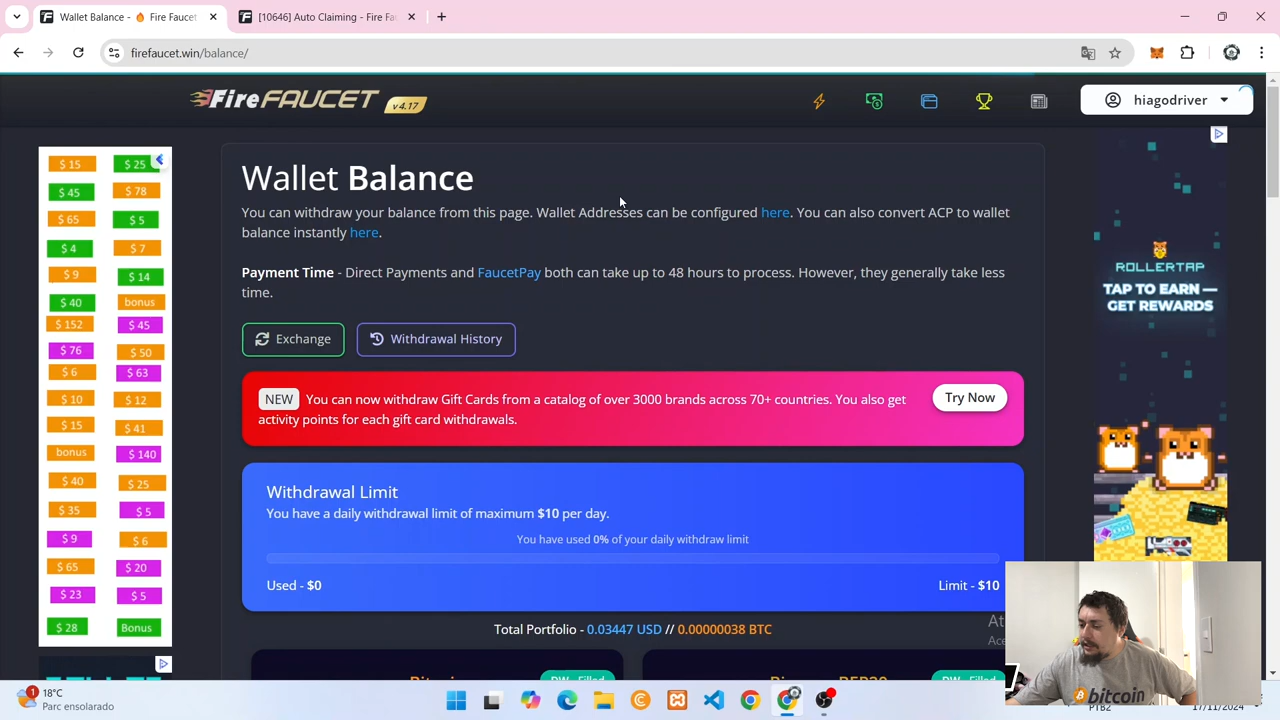 Wallet Balance - 🔥 Fire Faucet
[10646] Auto Claiming - Fire Fa
firefaucet.win/balance/
Fire FAUCET v 4.17
hiagodriver
Wallet Balance
You can withdraw your balance from this page. Wallet Addresses can be configured here. You can also convert ACP to wallet
balance instantly here.
Payment Time - Direct Payments and FaucetPay both can take up to 48 hours to process. However, they generally take less
time.
Exchange
Withdrawal History
NEW You can now withdraw Gift Cards from a catalog of over 3000 brands across 70+ countries. You also get
activity points for each gift card withdrawals.
Try Now
Withdrawal Limit
You have a daily withdrawal limit of maximum $10 per day.
You have used 0% of your daily withdraw limit
Used - $0
Limit - $10
Total Portfolio - 0.03447 USD // 0.00000038 BTC
$ 15 $ 25
$ 45 $ 78
$ 65 $ 5
$ 4 $ 7
$ 9 $ 14
$ 40 bonus
$ 152 $ 45
$ 76 $ 50
$ 6 $ 63
$ 10 $ 12
$ 15 $ 41
bonus $ 140
$ 40 $ 25
$ 35 $ 5
$ 9 $ 6
$ 65 $ 20
$ 23 $ 5
$ 28 Bonus
ROLLERTAP
TAP TO EARN —
GET REWARDS
bitcoin
1
18°C
Parc ensolarado
PTB2
17/11/2024